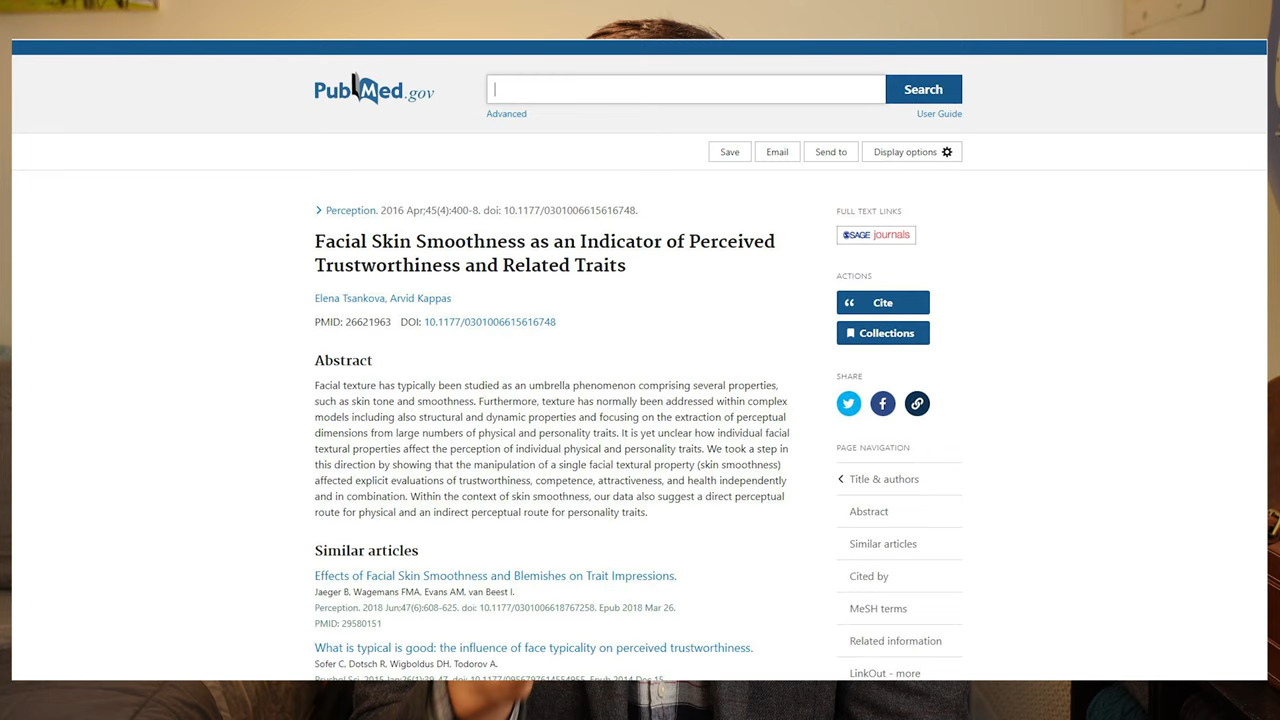 PubMed.gov
Search
Advanced
User Guide
Save
Email
Send to
Display options
Perception. 2016 Apr;45(4):400-8. doi: 10.1177/0301006615616748.
Facial Skin Smoothness as an Indicator of Perceived
Trustworthiness and Related Traits
Elena Tsankova, Arvid Kappas
PMID: 26621963 DOI: 10.1177/0301006615616748
Abstract
Facial texture has typically been studied as an umbrella phenomenon comprising several properties,
such as skin tone and smoothness. Furthermore, texture has normally been addressed within complex
models including also structural and dynamic properties and focusing on the extraction of perceptual
dimensions from large numbers of physical and personality traits. It is yet unclear how individual facial
textural properties affect the perception of individual physical and personality traits. We took a step in
this direction by showing that the manipulation of a single facial textural property (skin smoothness)
affected explicit evaluations of trustworthiness, competence, attractiveness, and health independently
and in combination. Within the context of skin smoothness, our data also suggest a direct perceptual
route for physical and an indirect perceptual route for personality traits.
Similar articles
Effects of Facial Skin Smoothness and Blemishes on Trait Impressions.
Jaeger B, Wagemans FMA, Evans AM, van Beest I.
Perception. 2018 Jun;47(6):608-625. doi: 10.1177/0301006618767258. Epub 2018 Mar 26.
PMID: 29580151
What is typical is good: the influence of face typicality on perceived trustworthiness.
Sofer C, Dotsch R, Wigboldus DH, Todorov A.
Psychol Sci. 2015 Jan;26(1):39-47. doi: 10.1177/0956797614554955. Epub 2014 Dec 15.
FULL TEXT LINKS
SAGE journals
ACTIONS
Cite
Collections
SHARE
PAGE NAVIGATION
Title & authors
Abstract
Similar articles
Cited by
MeSH terms
Related information
LinkOut - more